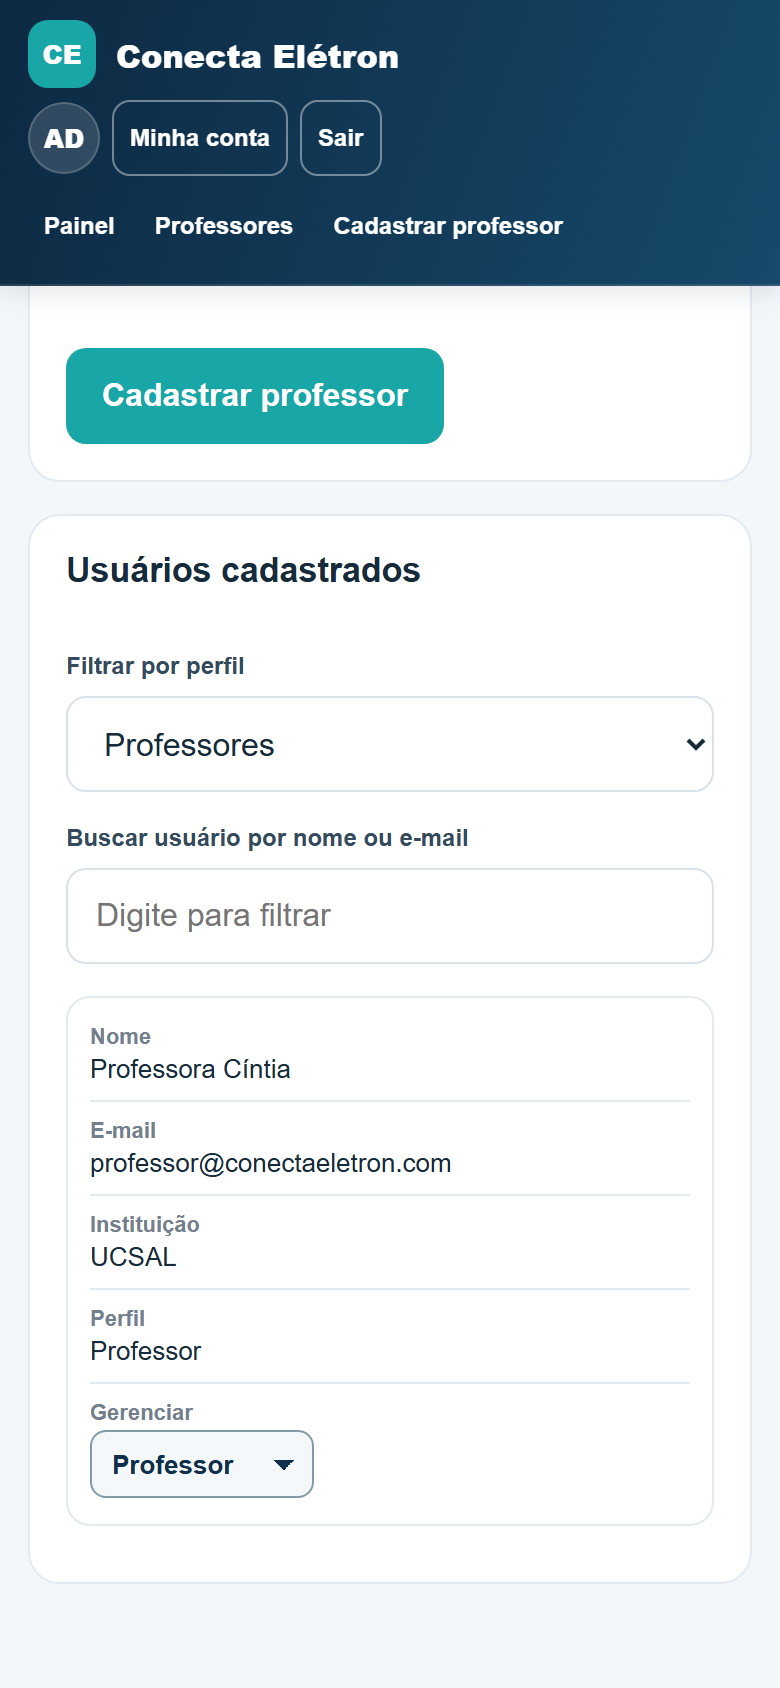 CE
Conecta Elétron
AD
Minha conta
Sair
Painel
Professores
Cadastrar professor
Cadastrar professor
Usuários cadastrados
Filtrar por perfil
Professores
Buscar usuário por nome ou e-mail
Digite para filtrar
Nome
Professora Cíntia
E-mail
professor@conectaeletron.com
Instituição
UCSAL
Perfil
Professor
Gerenciar
Professor